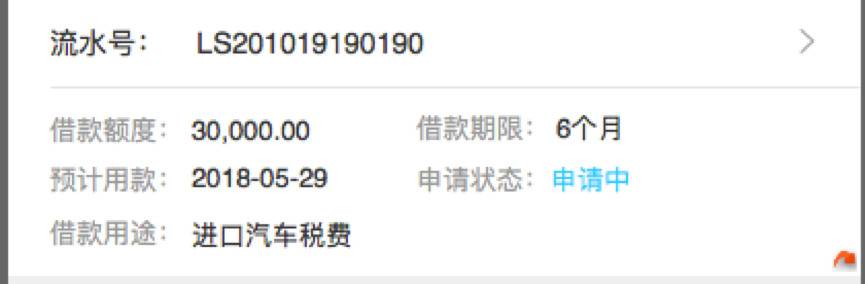 流水号： LS201019190190
借款额度： 30,000.00 借款期限： 6个月
预计用款： 2018-05-29 申请状态： 申请中
借款用途： 进口汽车税费